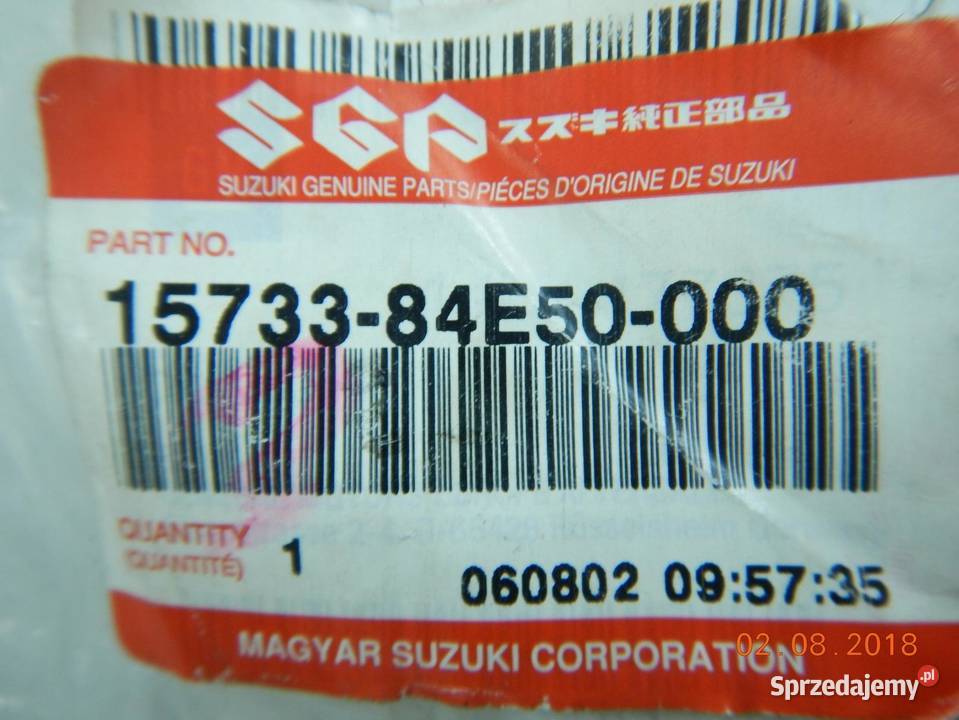 SGP スズキ純正部品
SUZUKI GENUINE PARTS/PIÉCES D'ORIGINE DE SUZUKI
PART NO.
15733-84E50-000
QUANTITY
(QUANTITÉ) 1
060802 09:57:35
MAGYAR SUZUKI CORPORATION
02.08.2018
Sprzedajemy.pl